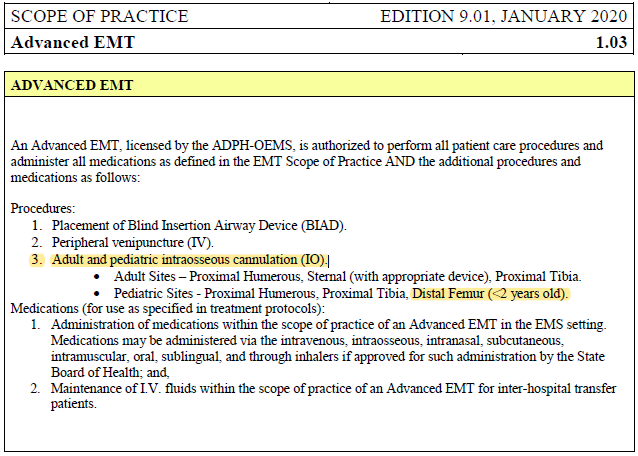 SCOPE OF PRACTICE EDITION 9.01, JANUARY 2020
Advanced EMT 1.03
ADVANCED EMT
An Advanced EMT, licensed by the ADPH-OEMS, is authorized to perform all patient care procedures and
administer all medications as defined in the EMT Scope of Practice AND the additional procedures and
medications as follows:
Procedures:
1. Placement of Blind Insertion Airway Device (BIAD).
2. Peripheral venipuncture (IV).
3. Adult and pediatric intraosseous cannulation (IO).
• Adult Sites – Proximal Humerous, Sternal (with appropriate device), Proximal Tibia.
• Pediatric Sites - Proximal Humerous, Proximal Tibia, Distal Femur (<2 years old).
Medications (for use as specified in treatment protocols):
1. Administration of medications within the scope of practice of an Advanced EMT in the EMS setting.
Medications may be administered via the intravenous, intraosseous, intranasal, subcutaneous,
intramuscular, oral, sublingual, and through inhalers if approved for such administration by the State
Board of Health; and,
2. Maintenance of I.V. fluids within the scope of practice of an Advanced EMT for inter-hospital transfer
patients.